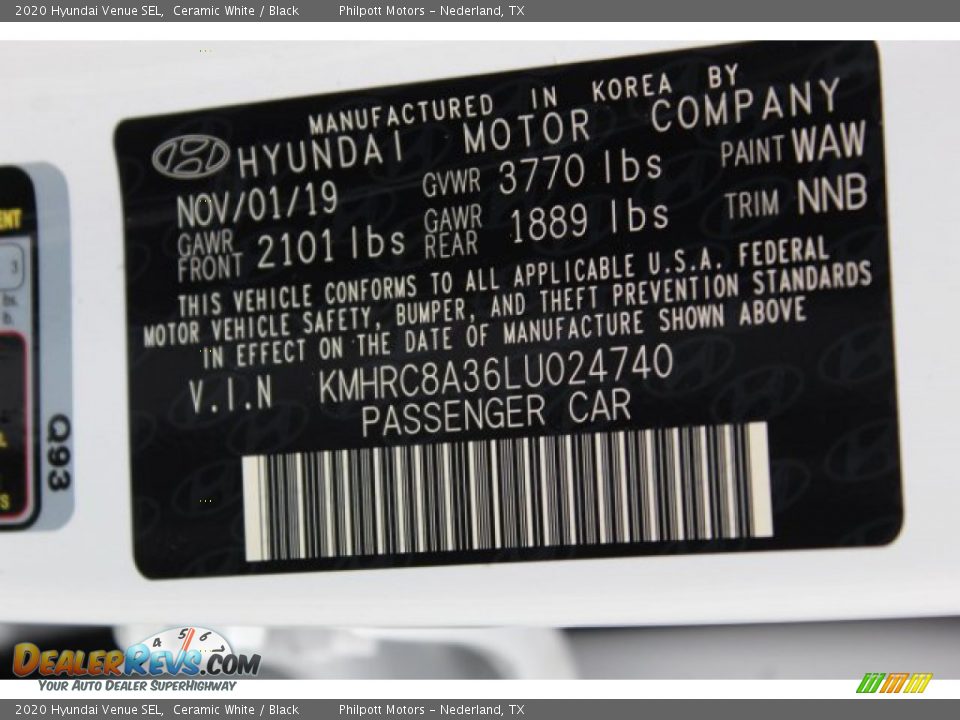 2020 Hyundai Venue SEL, Ceramic White / Black Philpott Motors - Nederland, TX
MANUFACTURED IN KOREA BY
HYUNDAI MOTOR COMPANY
NOV/01/19 GVWR 3770 lbs PAINT WAW
GAWR FRONT 2101 lbs GAWR REAR 1889 lbs TRIM NNB
THIS VEHICLE CONFORMS TO ALL APPLICABLE U.S.A. FEDERAL
MOTOR VEHICLE SAFETY, BUMPER, AND THEFT PREVENTION STANDARDS
IN EFFECT ON THE DATE OF MANUFACTURE SHOWN ABOVE
V.I.N KMHRC8A36LU024740
PASSENGER CAR
Q93
4 5 6
DEALERREVS.COM
YOUR AUTO DEALER SUPERHIGHWAY
2020 Hyundai Venue SEL, Ceramic White / Black Philpott Motors - Nederland, TX